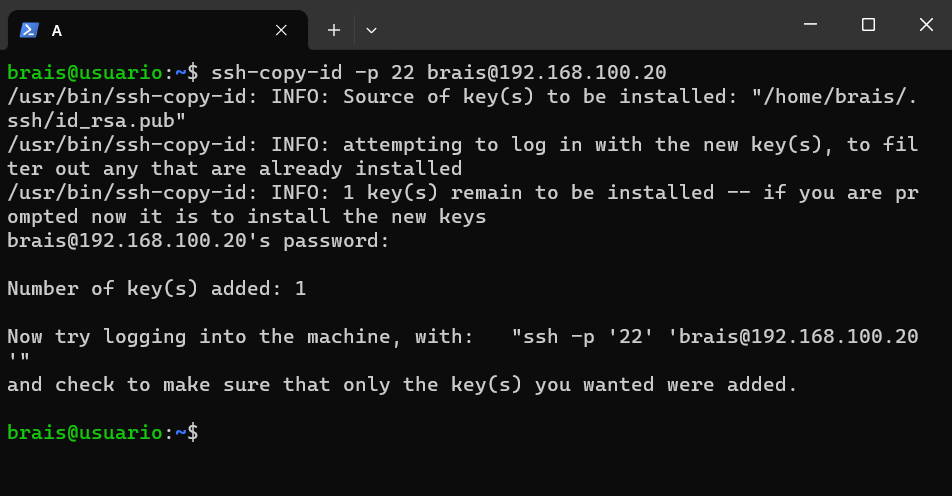 A
brais@usuario:~$ ssh-copy-id -p 22 brais@192.168.100.20
/usr/bin/ssh-copy-id: INFO: Source of key(s) to be installed: "/home/brais/.
ssh/id_rsa.pub"
/usr/bin/ssh-copy-id: INFO: attempting to log in with the new key(s), to fil
ter out any that are already installed
/usr/bin/ssh-copy-id: INFO: 1 key(s) remain to be installed -- if you are pr
ompted now it is to install the new keys
brais@192.168.100.20's password:
Number of key(s) added: 1
Now try logging into the machine, with:   "ssh -p '22' 'brais@192.168.100.20
'"
and check to make sure that only the key(s) you wanted were added.
brais@usuario:~$